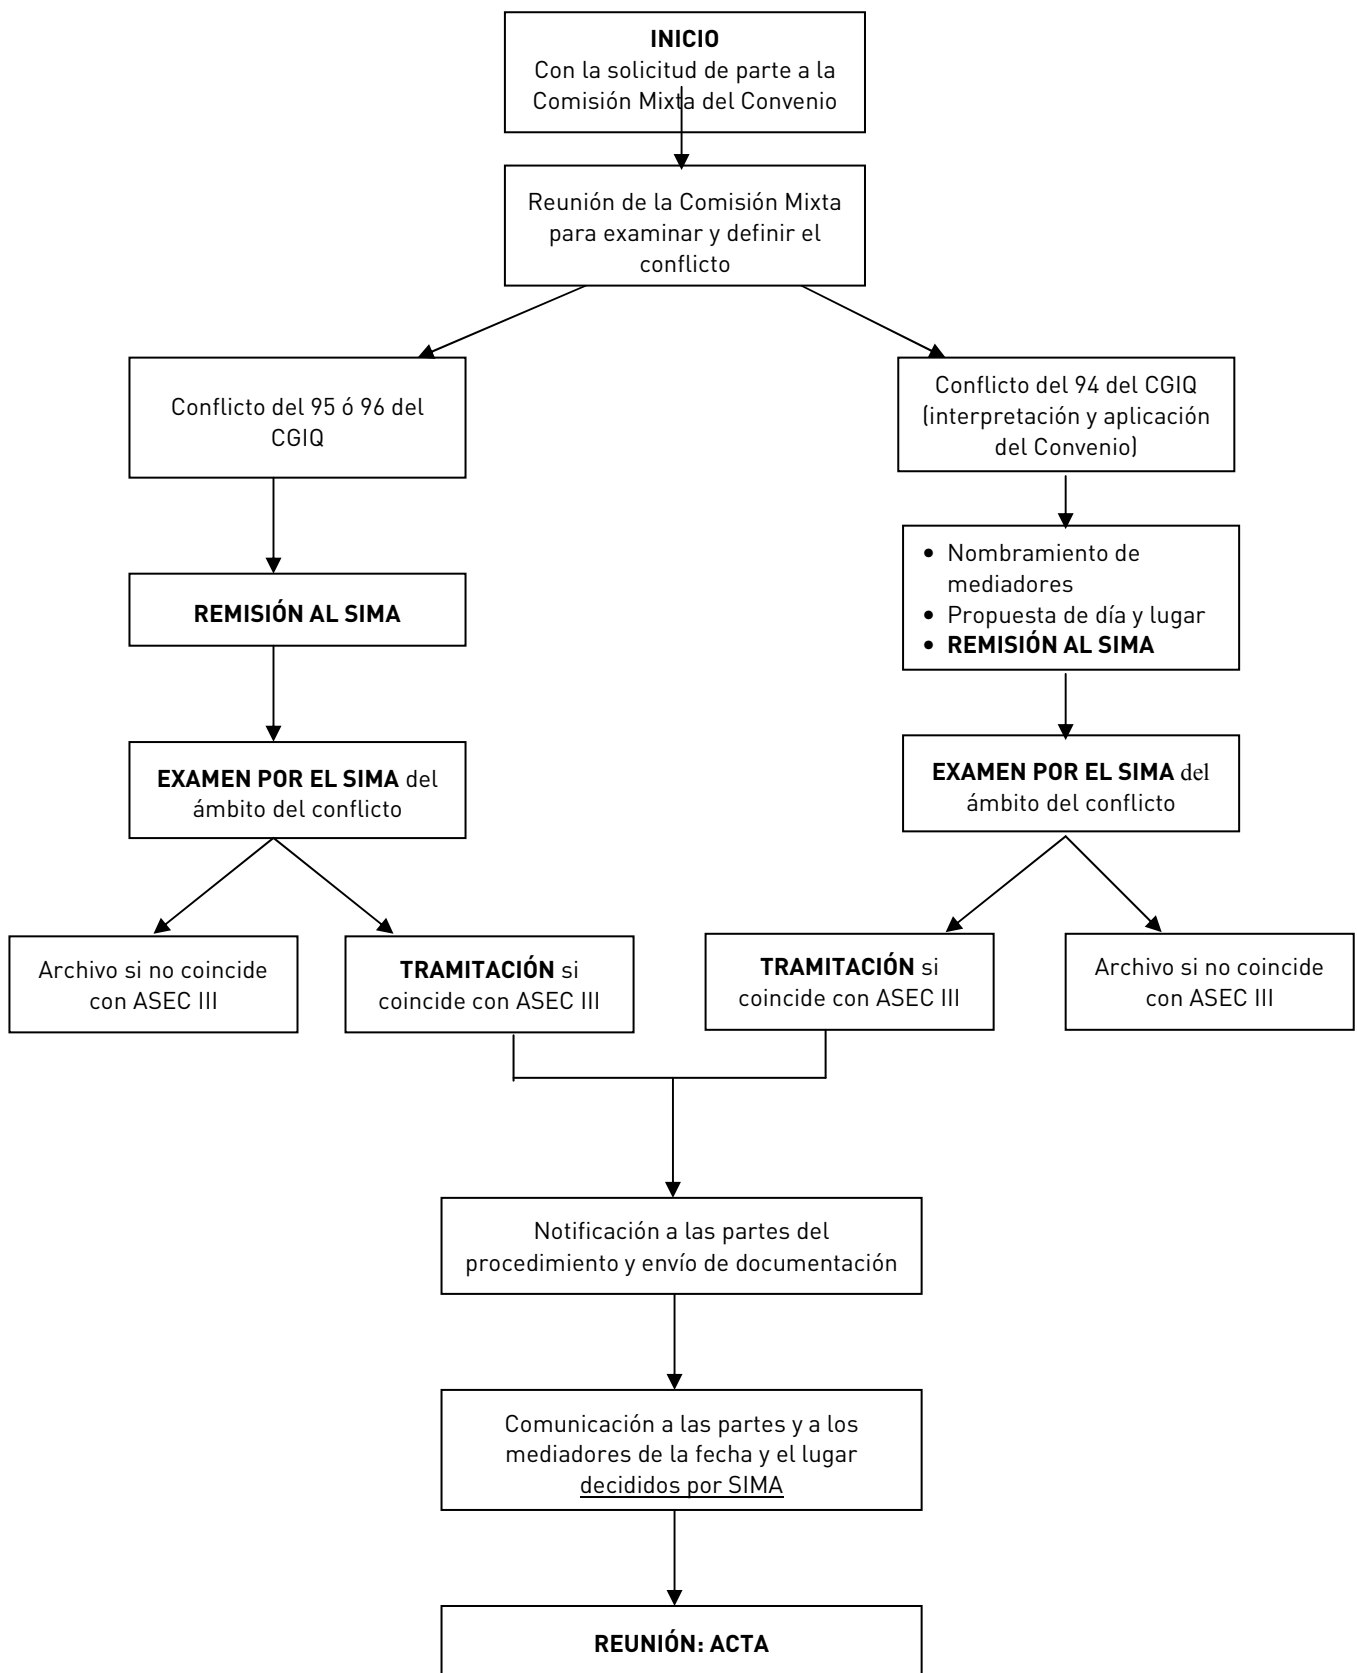 INICIO
Con la solicitud de parte a la
Comisión Mixta del Convenio
Reunión de la Comisión Mixta
para examinar y definir el
conflicto
Conflicto del 95 ó 96 del
CGIQ
Conflicto del 94 del CGIQ
(interpretación y aplicación
del Convenio)
REMISIÓN AL SIMA
• Nombramiento de
mediadores
• Propuesta de día y lugar
• REMISIÓN AL SIMA
EXAMEN POR EL SIMA del
ámbito del conflicto
EXAMEN POR EL SIMA del
ámbito del conflicto
Archivo si no coincide
con ASEC III
TRAMITACIÓN si
coincide con ASEC III
TRAMITACIÓN si
coincide con ASEC III
Archivo si no coincide
con ASEC III
Notificación a las partes del
procedimiento y envío de documentación
Comunicación a las partes y a los
mediadores de la fecha y el lugar
decididos por SIMA
REUNIÓN: ACTA